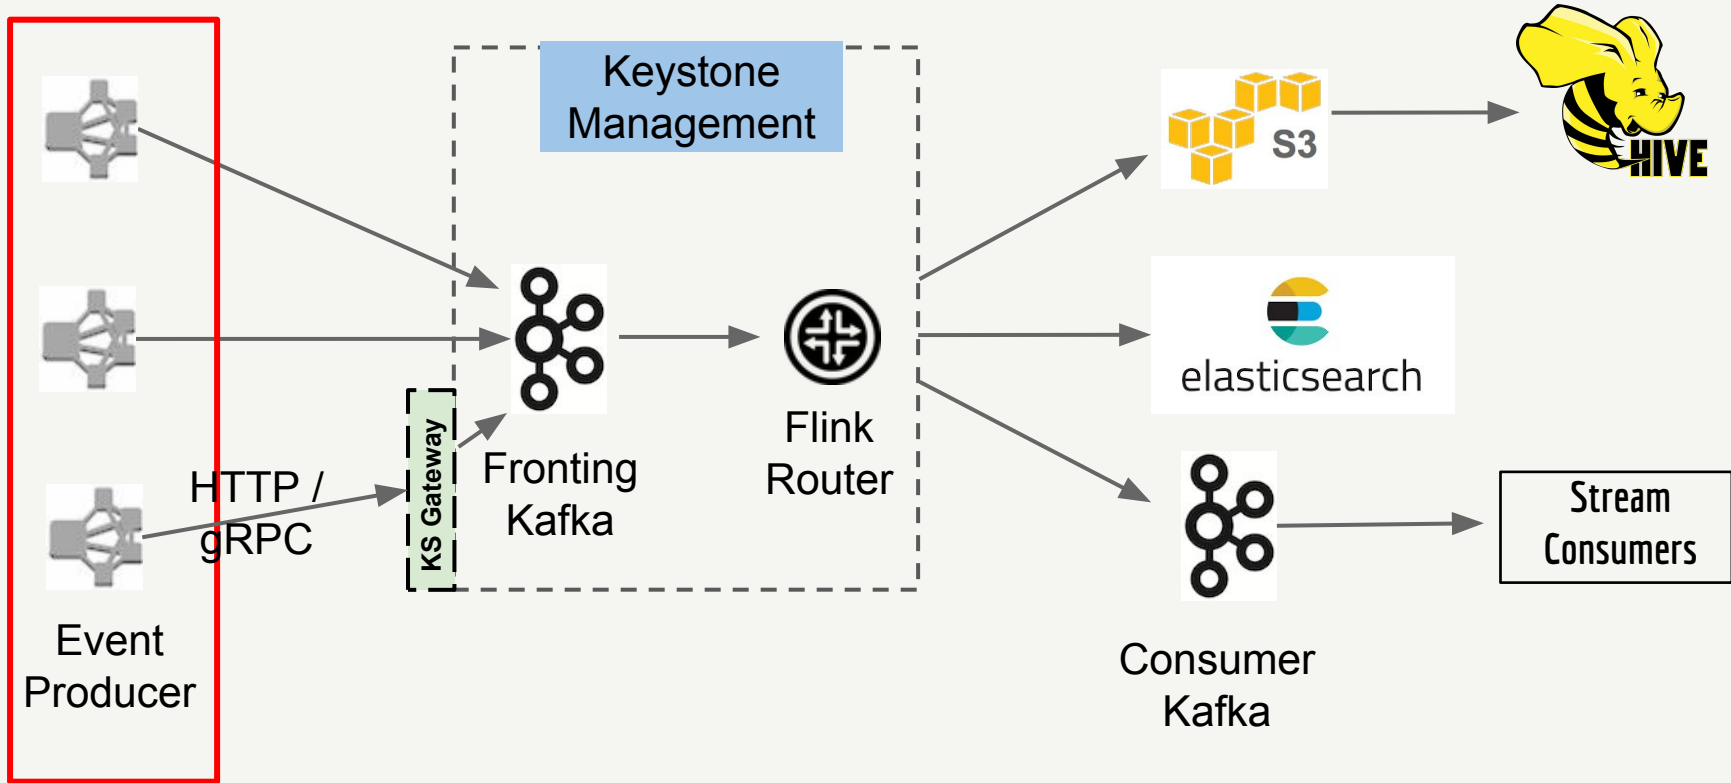 Keystone
Management
S3
HIVE
elasticsearch
HTTP /
gRPC
KS Gateway
Fronting
Kafka
Flink
Router
Stream
Consumers
Event
Producer
Consumer
Kafka